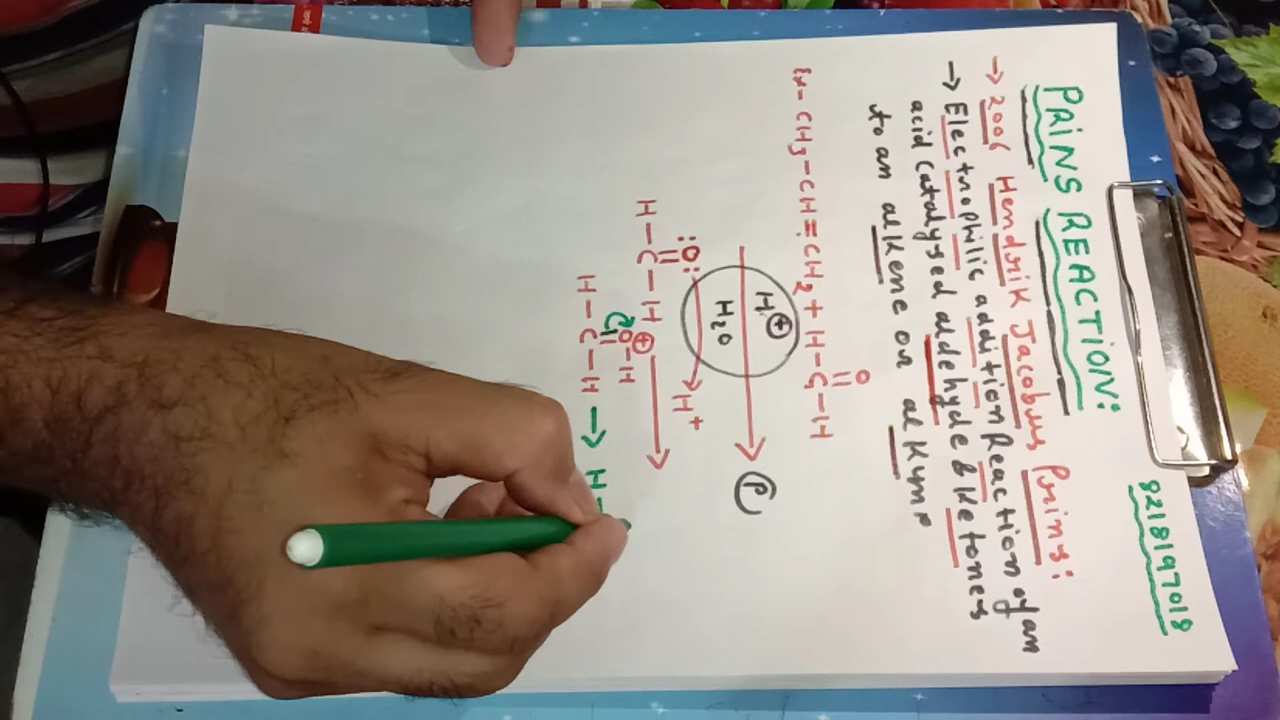 8218197018
PRINS REACTION:
→ 2006 Hendrik Jacobus Prins:
→ Electrophilic addition Reaction of an
acid catalysed aldehyde & Ketones
to an alkene or alkyne
Ex- CH3-CH=CH2 + H-C-H
O
H⊕
H2O
P
:O:
H-C-H
H+
⊕
O-H
H-C-H → H-